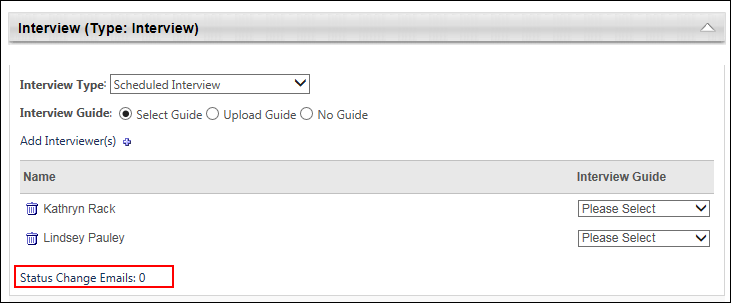 Interview (Type: Interview)
Interview Type: Scheduled Interview
Interview Guide: Select Guide Upload Guide No Guide
Add Interviewer(s)
Name Interview Guide
Kathryn Rack Please Select
Lindsey Pauley Please Select
Status Change Emails: 0